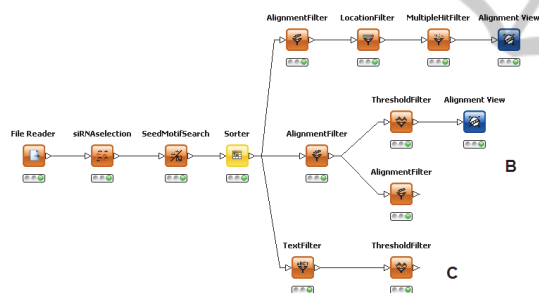 AlignmentFilter LocationFilter MultipleHitFilter Alignment View
ThresholdFilter Alignment View
File Reader siRNAselection SeedMotifSearch Sorter AlignmentFilter
B
AlignmentFilter
TextFilter ThresholdFilter
C